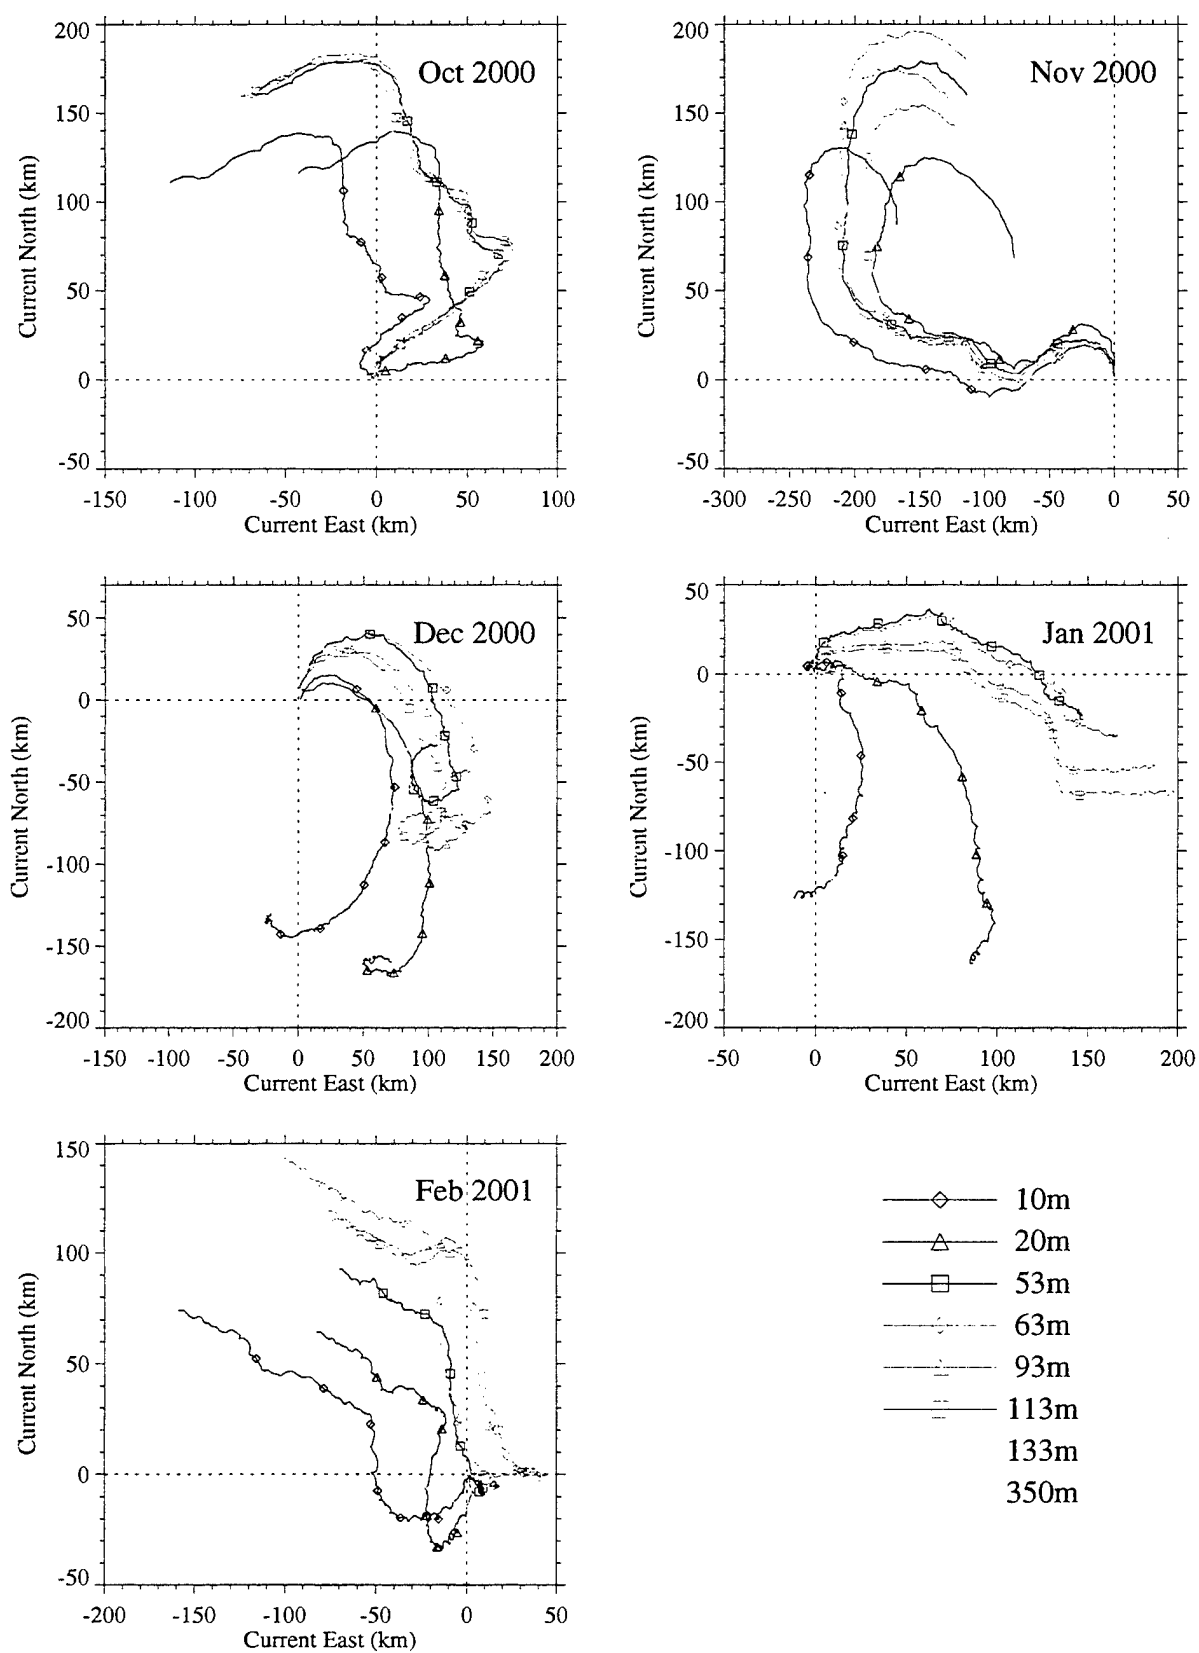 Oct 2000
Current North (km)
200
150
100
50
0
-50
-150 -100 -50 0 50 100
Current East (km)
Nov 2000
Current North (km)
200
150
100
50
0
-50
-300 -250 -200 -150 -100 -50 0 50
Current East (km)
Dec 2000
Current North (km)
50
0
-50
-100
-150
-200
-150 -100 -50 0 50 100 150 200
Current East (km)
Jan 2001
Current North (km)
50
0
-50
-100
-150
-200
-50 0 50 100 150 200
Current East (km)
Feb 2001
Current North (km)
150
100
50
0
-50
-200 -150 -100 -50 0 50
Current East (km)
10m
20m
53m
63m
93m
113m
133m
350m